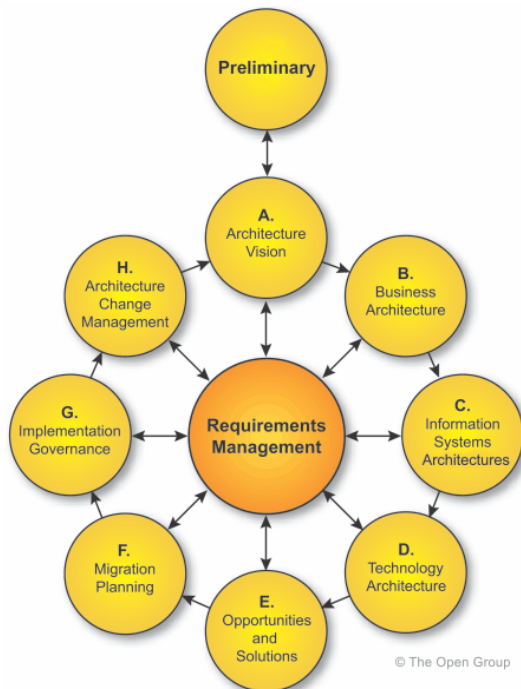 Preliminary
A.
Architecture
Vision
H.
Architecture
Change
Management
B.
Business
Architecture
G.
Implementation
Governance
Requirements
Management
C.
Information
Systems
Architectures
F.
Migration
Planning
D.
Technology
Architecture
E.
Opportunities
and
Solutions
© The Open Group